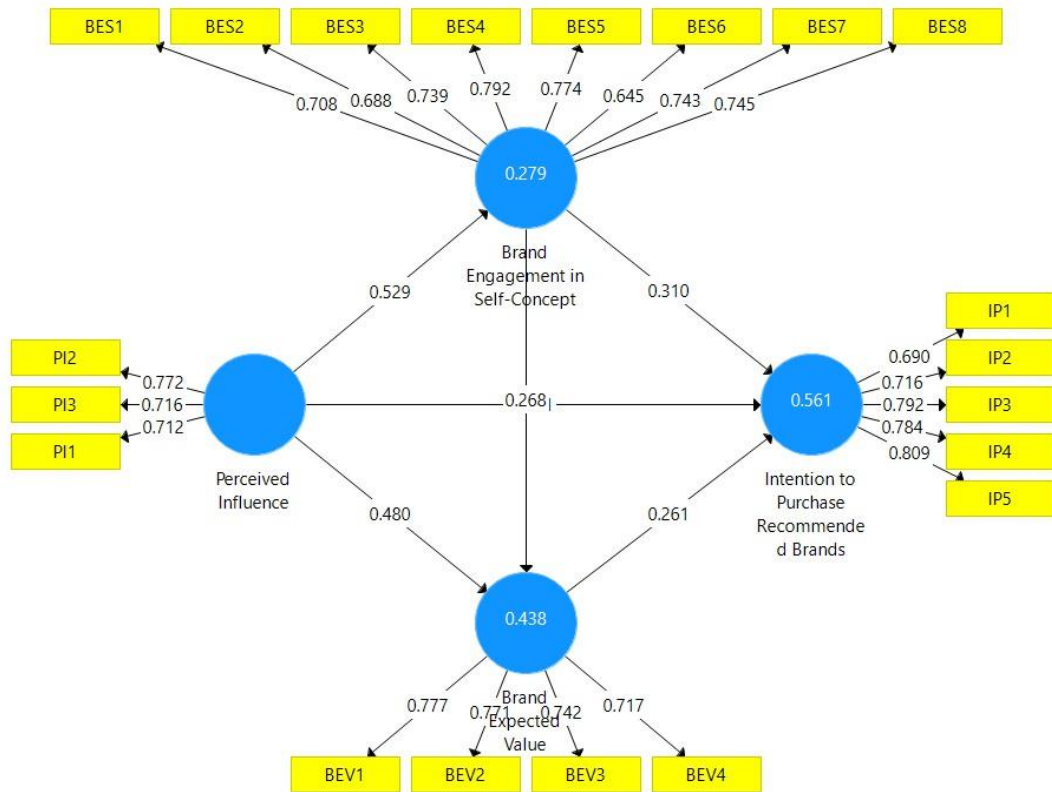 BES1 BES2 BES3 BES4 BES5 BES6 BES7 BES8
0.708 0.688 0.739 0.792 0.774 0.645 0.743 0.745
0.279
Brand
Engagement in
Self-Concept
0.529
0.310
PI2
PI3
PI1
0.772
0.716
0.712
Perceived
Influence
0.268
0.561
Intention to
Purchase
Recommende
d Brands
IP1
IP2
IP3
IP4
IP5
0.690
0.716
0.792
0.784
0.809
0.480
0.261
0.438
Brand
Expected
Value
0.777 0.771 0.742 0.717
BEV1 BEV2 BEV3 BEV4